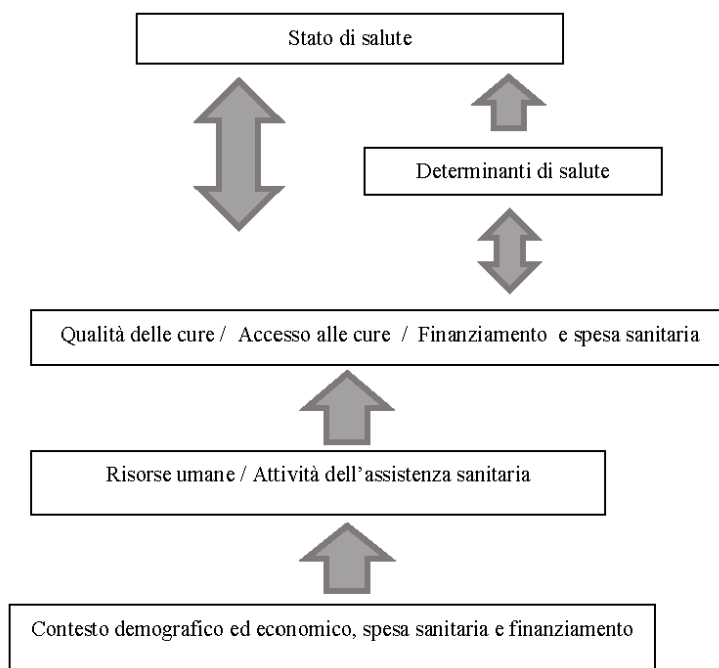 Stato di salute
Determinanti di salute
Qualità delle cure / Accesso alle cure / Finanziamento e spesa sanitaria
Risorse umane / Attività dell'assistenza sanitaria
Contesto demografico ed economico, spesa sanitaria e finanziamento